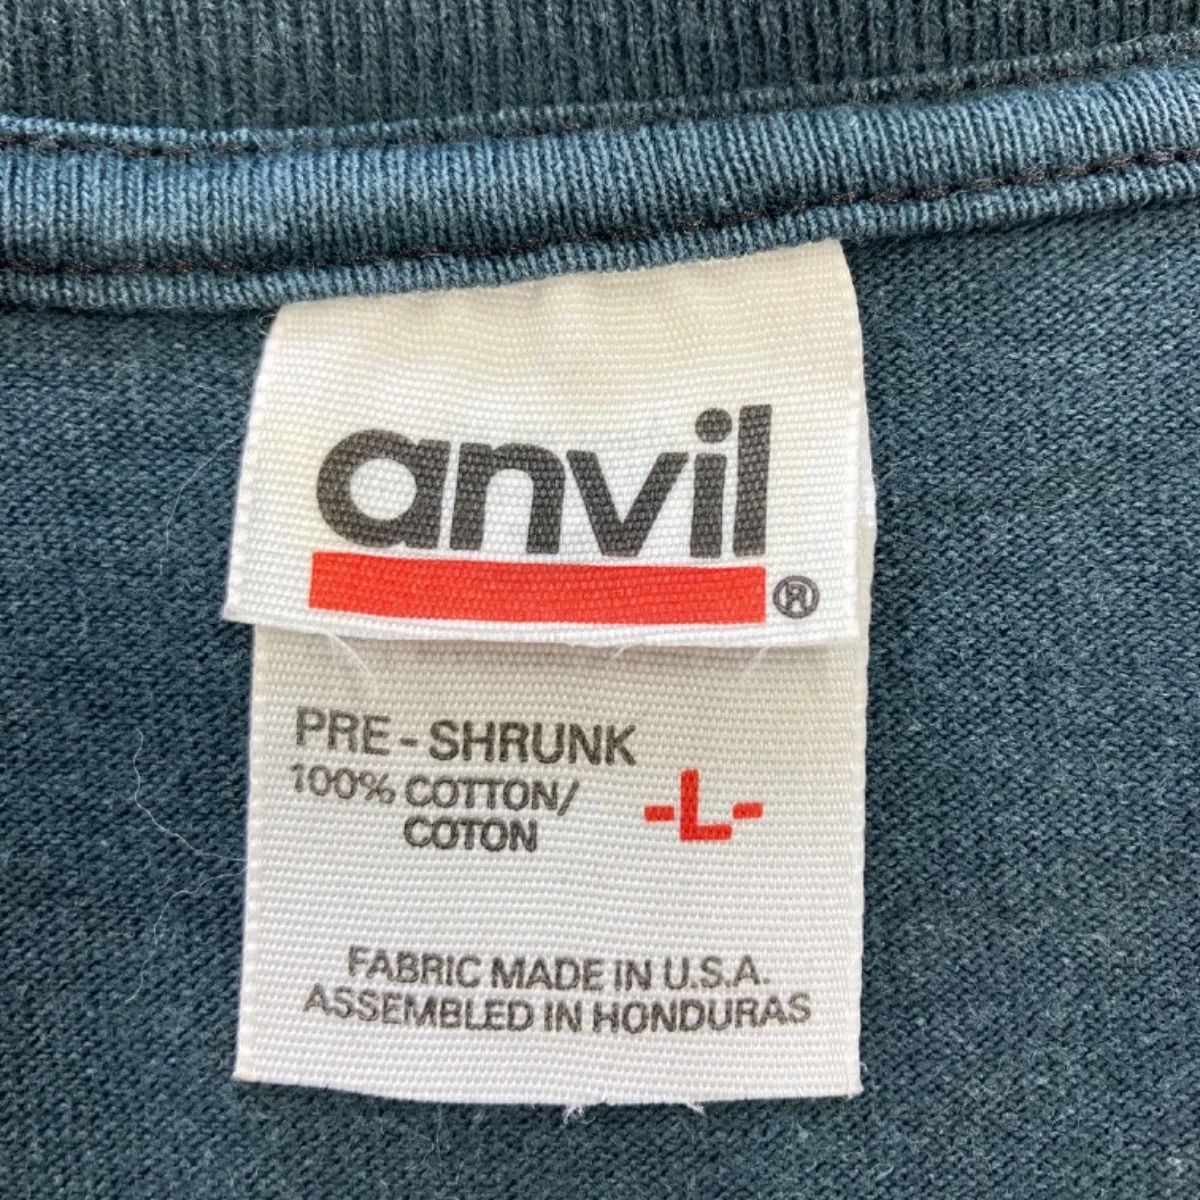 anvil
®
PRE-SHRUNK
100% COTTON/
COTON
-L-
FABRIC MADE IN U.S.A.
ASSEMBLED IN HONDURAS